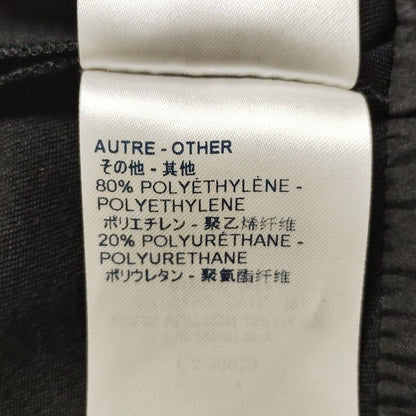 AUTRE - OTHER
その他 - 其他
80% POLYÉTHYLÈNE -
POLYETHYLENE
ポリエチレン - 聚乙烯纤维
20% POLYURÉTHANE -
POLYURETHANE
ポリウレタン - 聚氨酯纤维